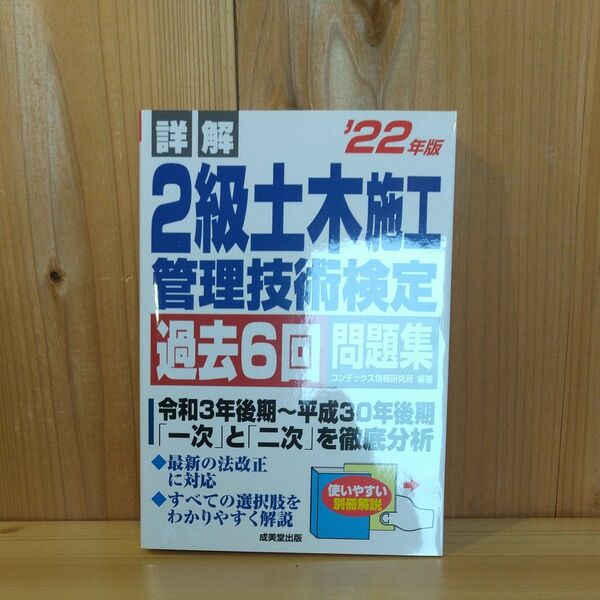 詳解
'22年版
2級土木施工
管理技術検定
過去6回問題集
コンデックス情報研究所 編著
令和3年後期～平成30年後期
「一次」と「二次」を徹底分析
◆最新の法改正
に対応
◆すべての選択肢を
わかりやすく解説
使いやすい
別冊解説
成美堂出版